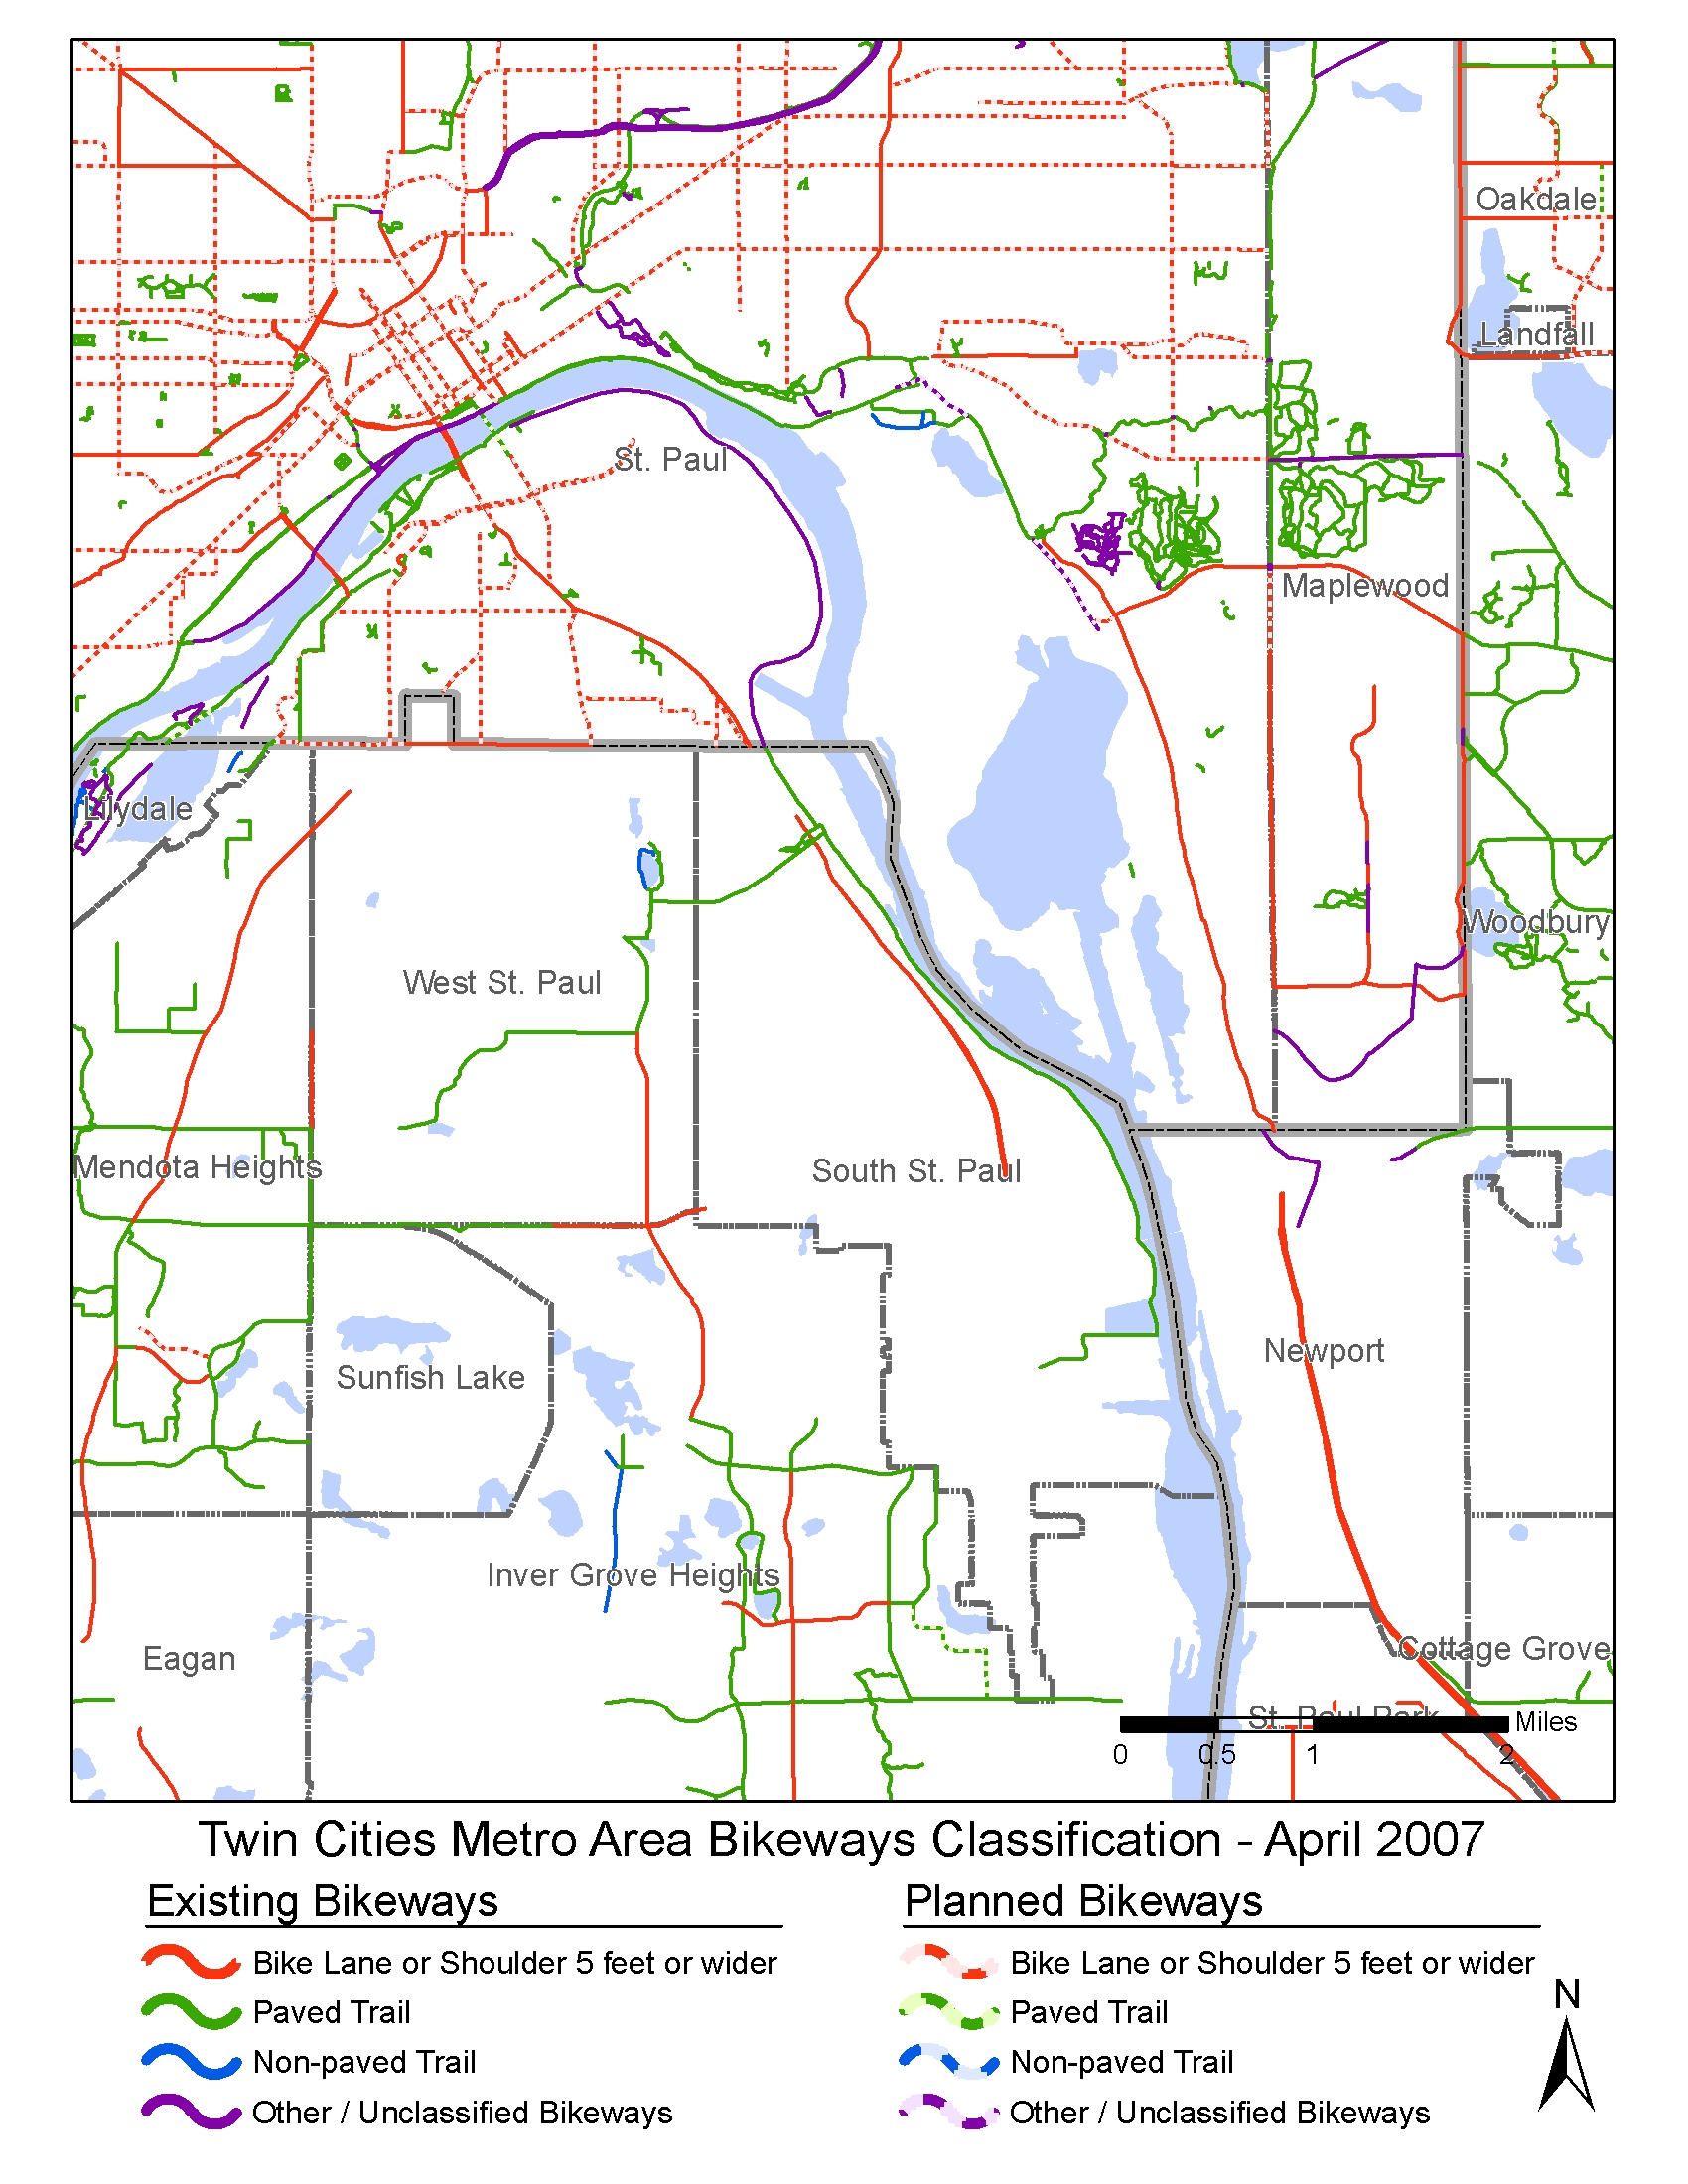 Oakdale
Landfall
St. Paul
Maplewood
Lilydale
Woodbury
West St. Paul
Mendota Heights
South St. Paul
Newport
Sunfish Lake
Inver Grove Heights
Cottage Grove
Eagan
St. Paul Park
Miles
0 0.5 1 2
Twin Cities Metro Area Bikeways Classification - April 2007
Existing Bikeways
Bike Lane or Shoulder 5 feet or wider
Paved Trail
Non-paved Trail
Other / Unclassified Bikeways
Planned Bikeways
Bike Lane or Shoulder 5 feet or wider
Paved Trail
Non-paved Trail
Other / Unclassified Bikeways
N